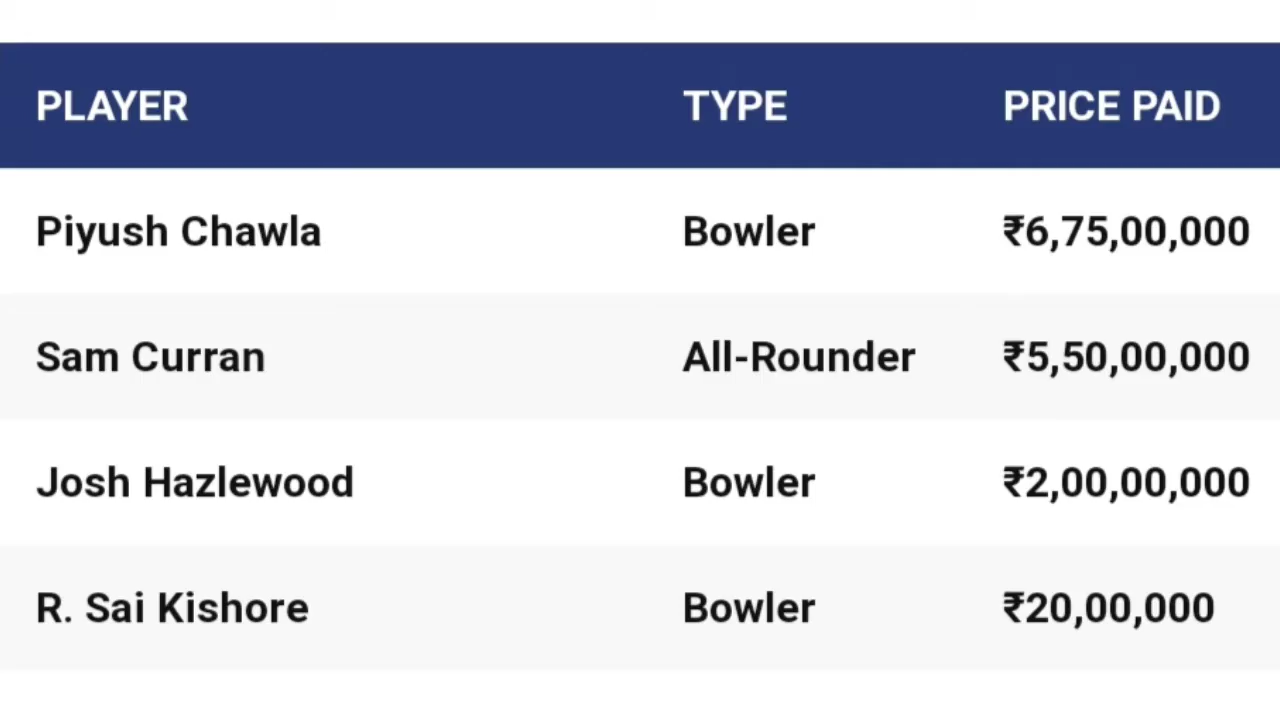 PLAYER TYPE PRICE PAID
Piyush Chawla Bowler ₹6,75,00,000
Sam Curran All-Rounder ₹5,50,00,000
Josh Hazlewood Bowler ₹2,00,00,000
R. Sai Kishore Bowler ₹20,00,000